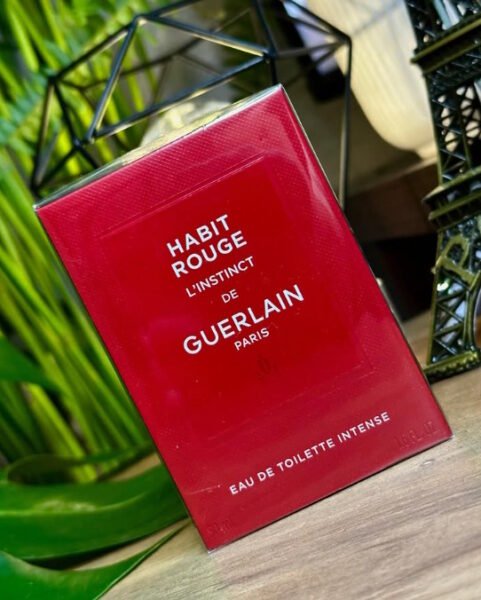 HABIT
ROUGE
L'INSTINCT
DE
GUERLAIN
PARIS
EAU DE TOILETTE INTENSE